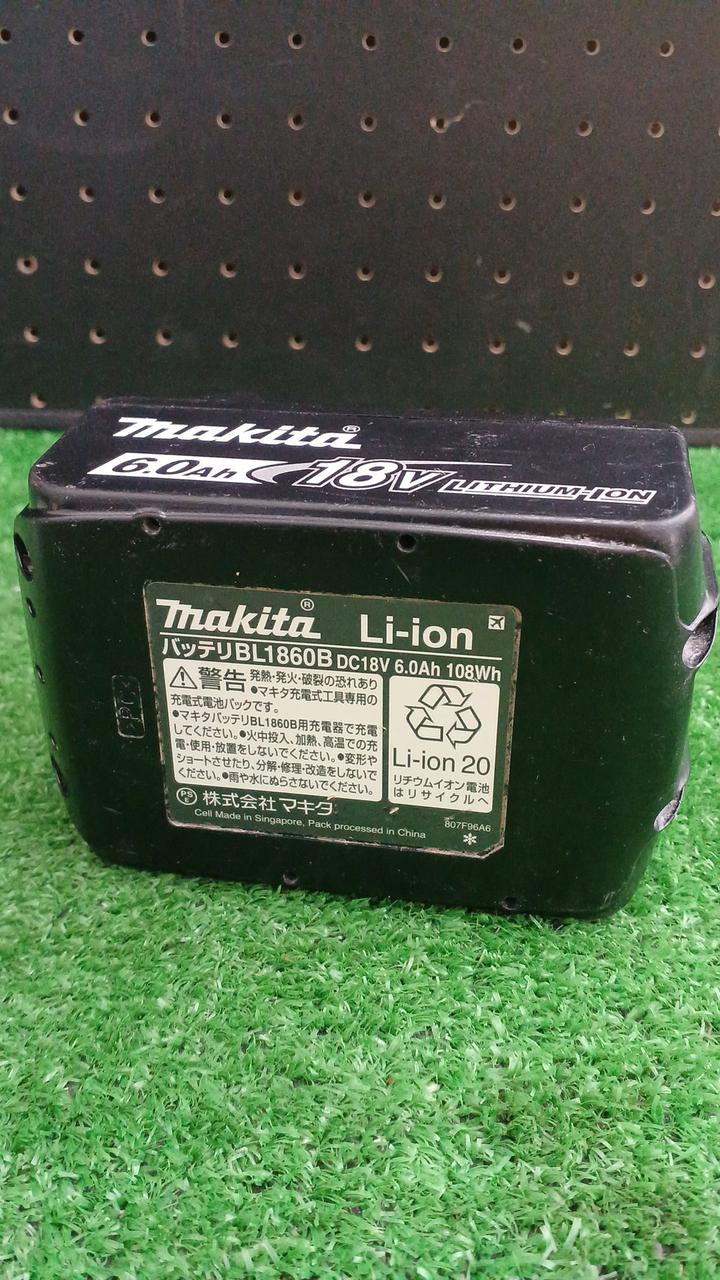 makita®
6.0Ah 18V LITHIUM-ION
makita® Li-ion
バッテリBL1860B DC18V 6.0Ah 108Wh
警告 発熱・発火・破裂の恐れあり
●マキタ充電式工具専用の
充電式電池パックです。
●マキタバッテリBL1860B用充電器で充電
してください。●火中投入、加熱、高温での充
電・使用・放置をしないでください。●変形や
ショートさせたり、分解・修理・改造をしないで
ください。●雨や水にぬらさないでください。
Li-ion 20
リチウムイオン電池
はリサイクルへ
PS E 株式会社マキタ
Cell Made in Singapore, Pack processed in China
807F96A6